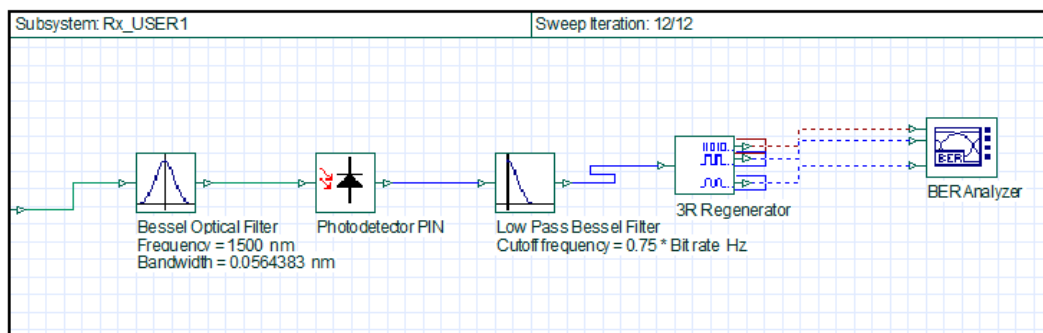 Subsystem: Rx_USER1
Sweep Iteration: 12/12
Bessel Optical Filter
Frequency = 1500 nm
Bandwidth = 0.0564383 nm
Photodetector PIN
Low Pass Bessel Filter
Cutoff frequency = 0.75 * Bit rate Hz
3R Regenerator
BER
BER Analyzer